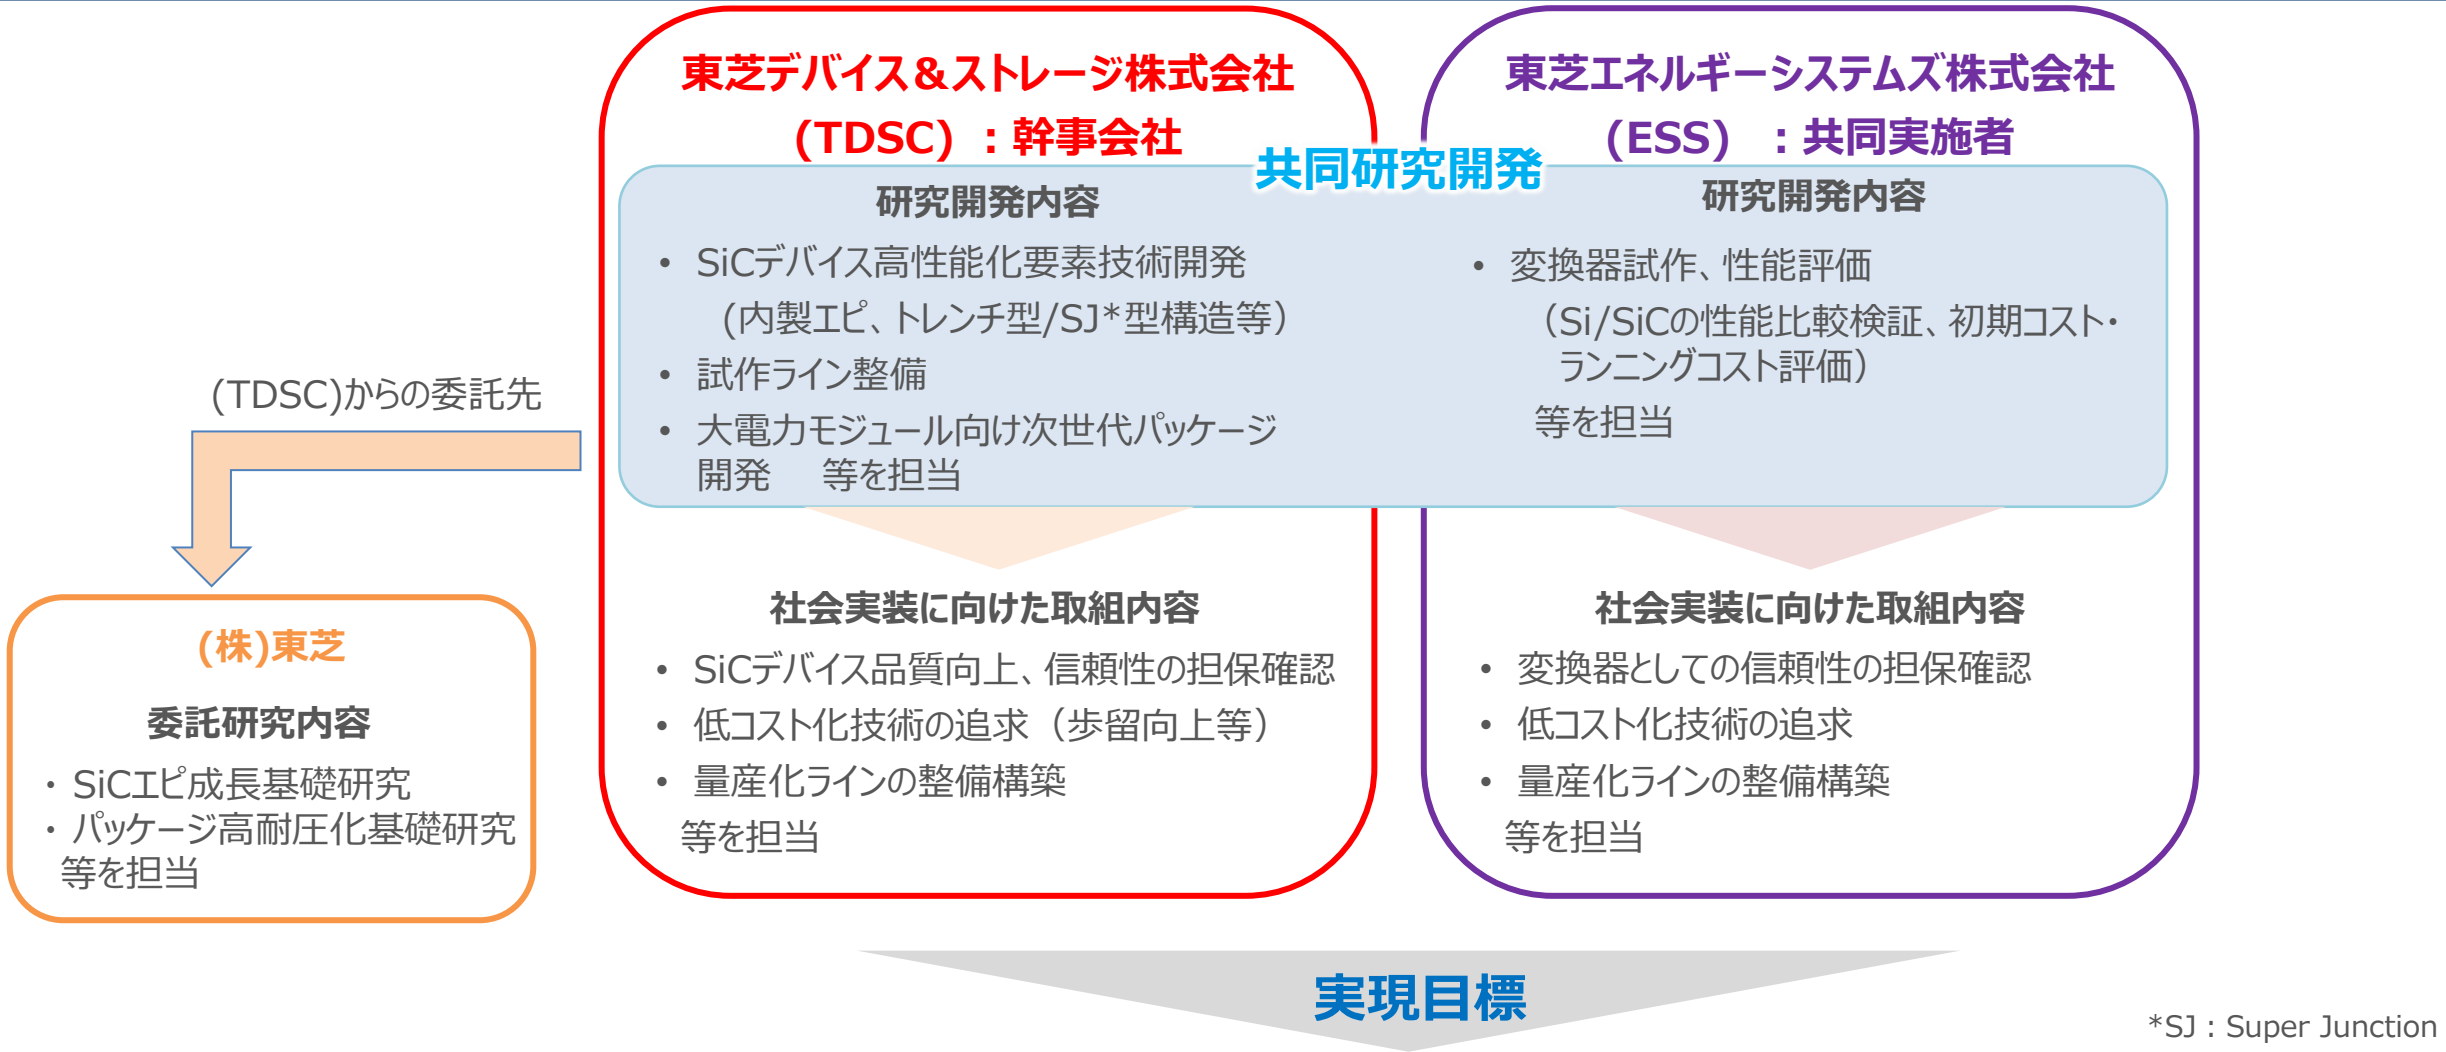 東芝デバイス＆ストレージ株式会社
(TDSC）：幹事会社
東芝エネルギーシステムズ株式会社
(ESS) ：共同実施者
共同研究開発
研究開発内容
• SiCデバイス高性能化要素技術開発
(内製エピ、トレンチ型/SJ*型構造等）
• 試作ライン整備
• 大電力モジュール向け次世代パッケージ
開発 等を担当
研究開発内容
• 変換器試作、性能評価
（Si/SiCの性能比較検証、初期コスト・
ランニングコスト評価）
等を担当
(TDSC)からの委託先
(株)東芝
委託研究内容
・ SiCエピ成長基礎研究
・ パッケージ高耐圧化基礎研究
等を担当
社会実装に向けた取組内容
• SiCデバイス品質向上、信頼性の担保確認
• 低コスト化技術の追求（歩留向上等）
• 量産化ラインの整備構築
等を担当
社会実装に向けた取組内容
• 変換器としての信頼性の担保確認
• 低コスト化技術の追求
• 量産化ラインの整備構築
等を担当
実現目標
*SJ：Super Junction